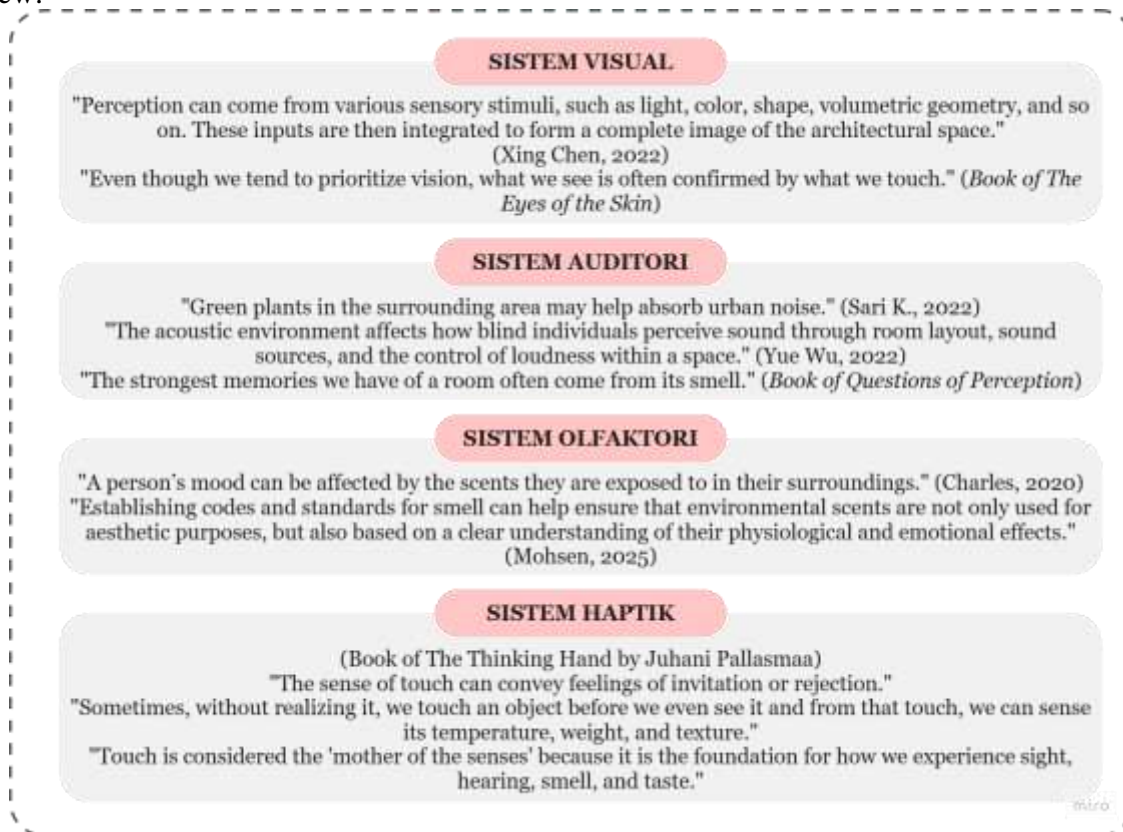 SISTEM VISUAL
"Perception can come from various sensory stimuli, such as light, color, shape, volumetric geometry, and so
on. These inputs are then integrated to form a complete image of the architectural space."
(Xing Chen, 2022)
"Even though we tend to prioritize vision, what we see is often confirmed by what we touch." (Book of The
Eyes of the Skin)
SISTEM AUDITORI
"Green plants in the surrounding area may help absorb urban noise." (Sari K., 2022)
"The acoustic environment affects how blind individuals perceive sound through room layout, sound
sources, and the control of loudness within a space." (Yue Wu, 2022)
"The strongest memories we have of a room often come from its smell." (Book of Questions of Perception)
SISTEM OLFAKTORI
"A person's mood can be affected by the scents they are exposed to in their surroundings." (Charles, 2020)
"Establishing codes and standards for smell can help ensure that environmental scents are not only used for
aesthetic purposes, but also based on a clear understanding of their physiological and emotional effects."
(Mohsen, 2025)
SISTEM HAPTIK
(Book of The Thinking Hand by Juhani Pallasmaa)
"The sense of touch can convey feelings of invitation or rejection."
"Sometimes, without realizing it, we touch an object before we even see it and from that touch, we can sense
its temperature, weight, and texture."
"Touch is considered the 'mother of the senses' because it is the foundation for how we experience sight,
hearing, smell, and taste."
miro